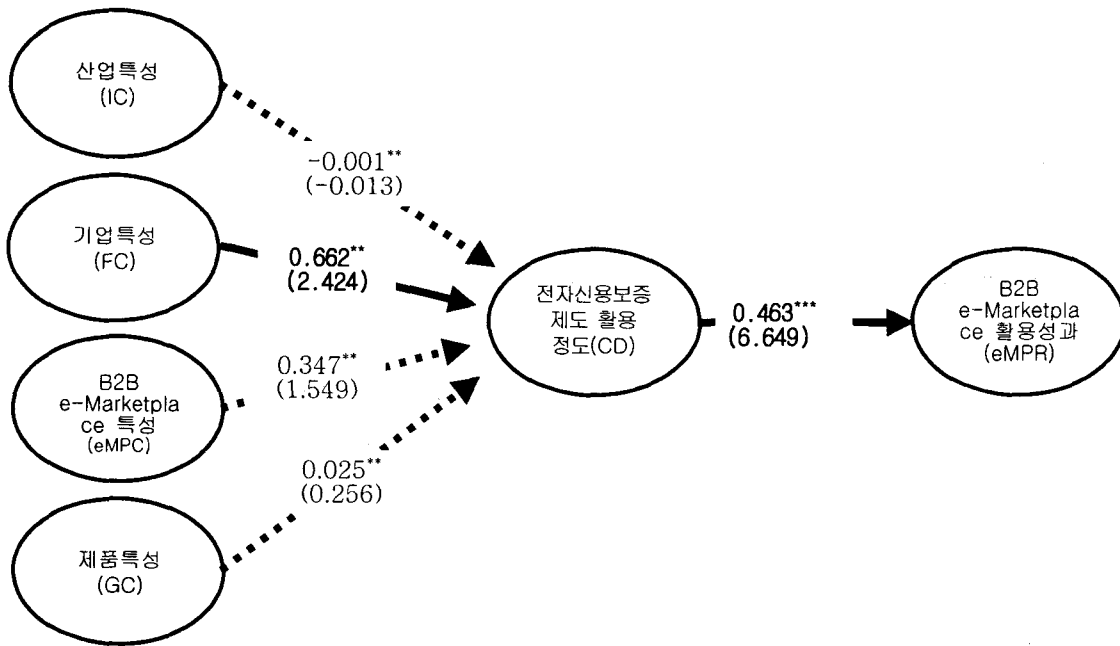 산업특성
(IC)
-0.001**
(-0.013)
기업특성
(FC)
0.662**
(2.424)
전자신용보증
제도 활용
정도(CD)
0.463***
(6.649)
B2B
e-Marketpla
ce 활용성과
(eMPR)
B2B
e-Marketpla
ce 특성
(eMPC)
0.347**
(1.549)
0.025**
(0.256)
제품특성
(GC)